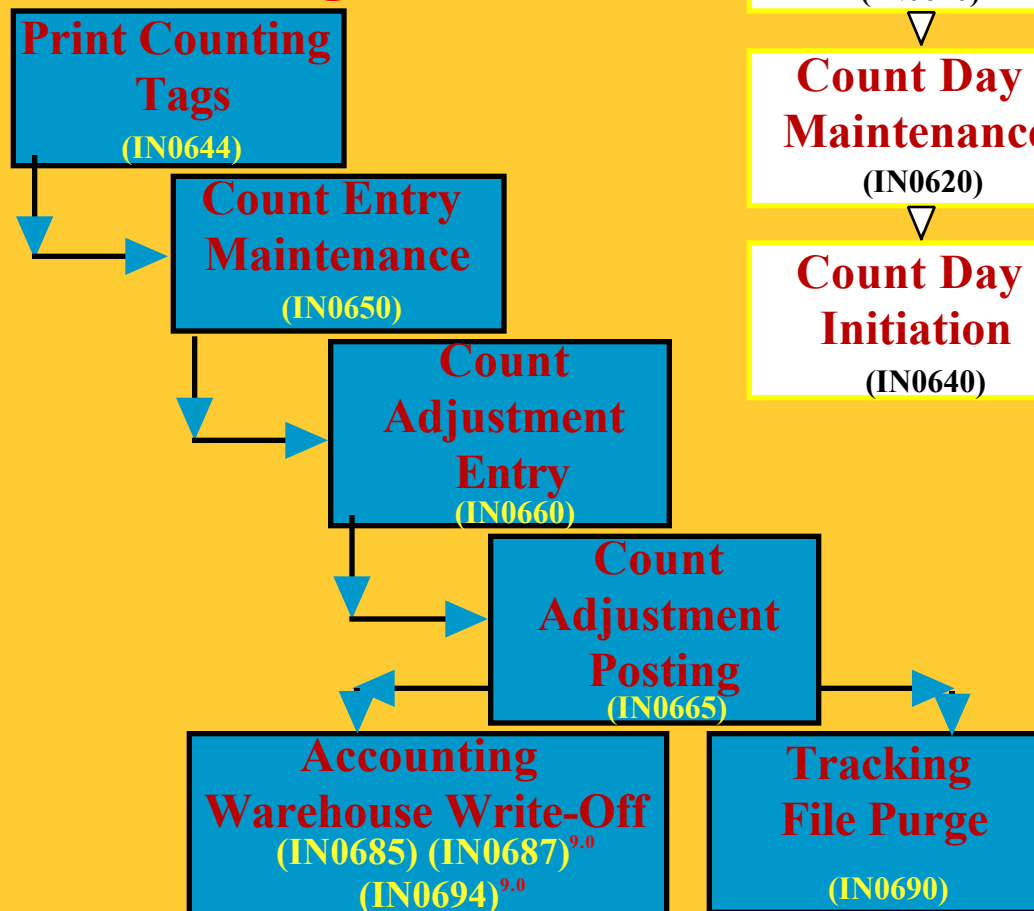 Print Counting
Tags
(IN0644)
Count Entry
Maintenance
(IN0650)
Count
Adjustment
Entry
(IN0660)
Count
Adjustment
Posting
(IN0665)
Accounting
Warehouse Write-Off
(IN0685) (IN0687)9.0
(IN0694)9.0
Tracking
File Purge
(IN0690)
Count Day
Maintenance
(IN0620)
Count Day
Initiation
(IN0640)